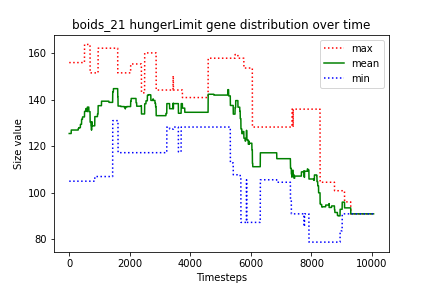 boids_21 hungerLimit gene distribution over time
max
mean
min
160
140
120
100
80
Size value
0
2000
4000
6000
8000
10000
Timesteps